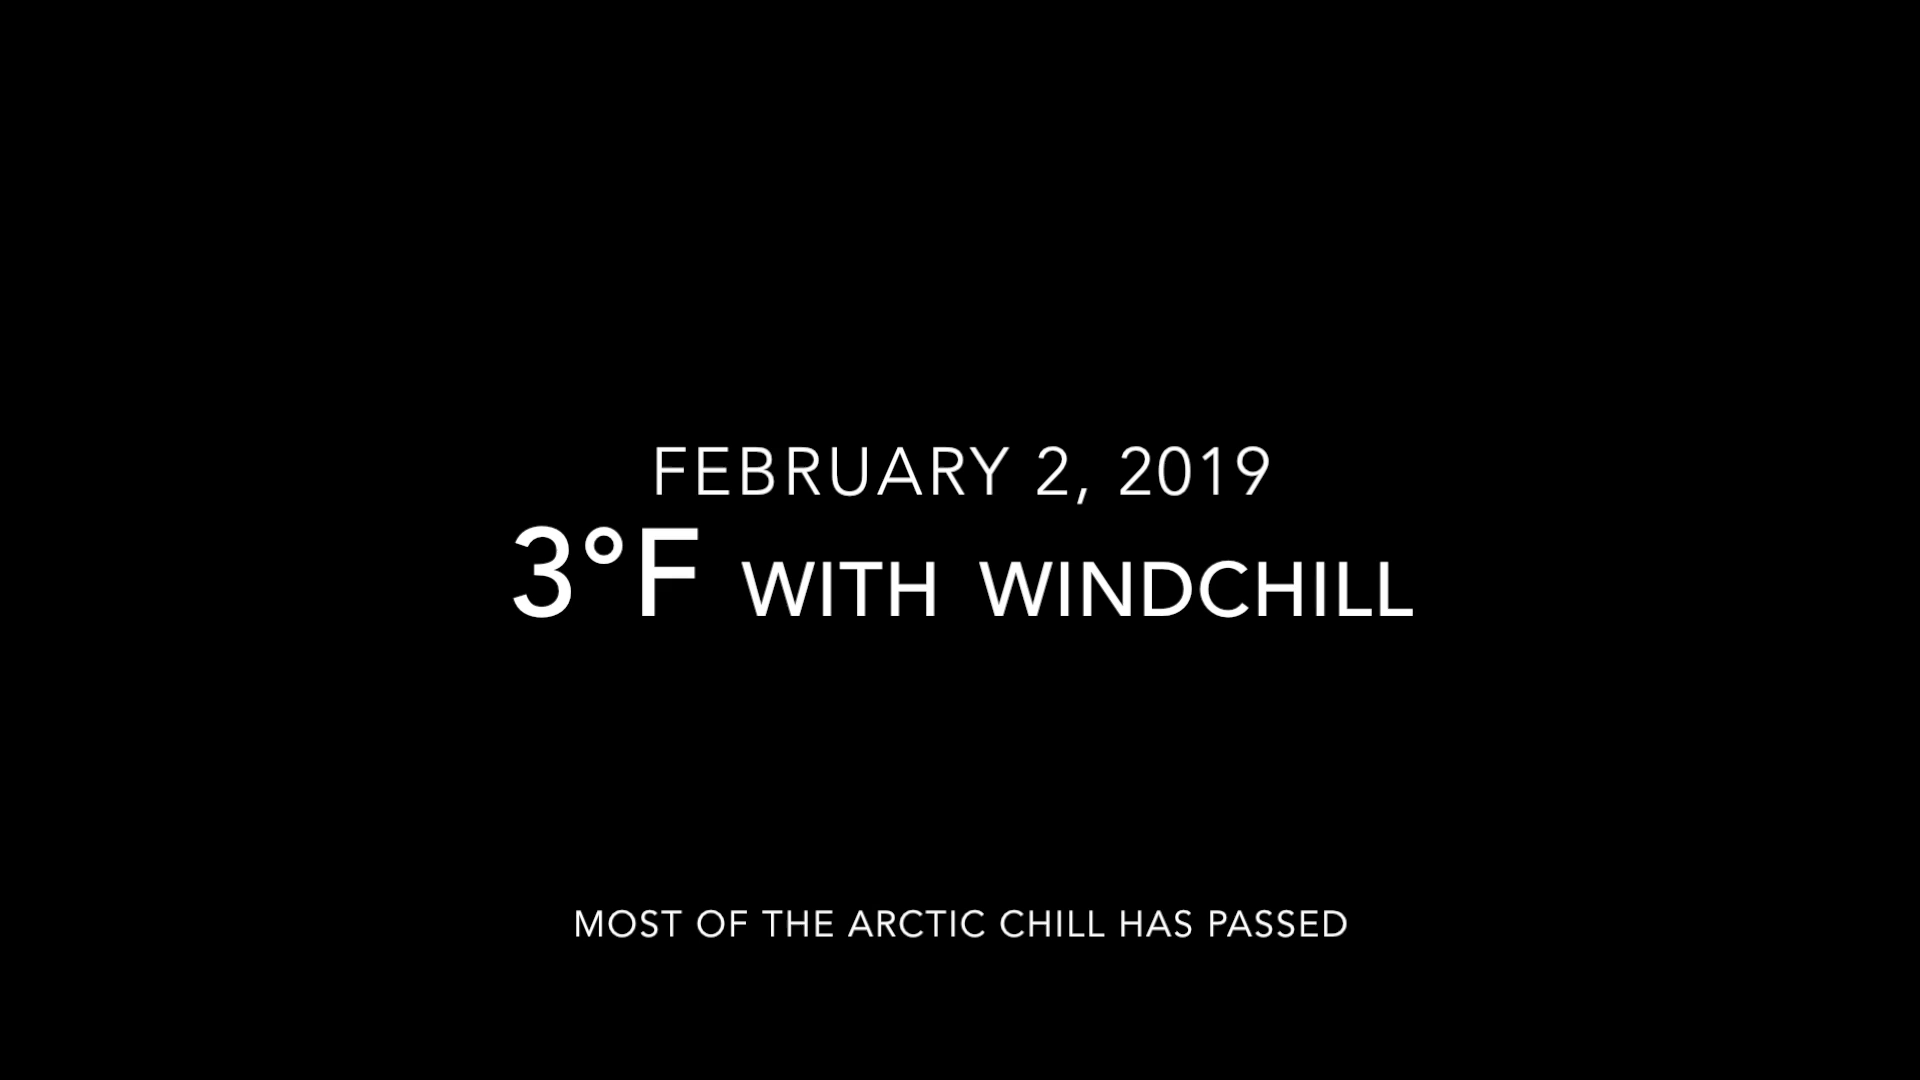 FEBRUARY 2, 2019
3°F WITH WINDCHILL
MOST OF THE ARCTIC CHILL HAS PASSED